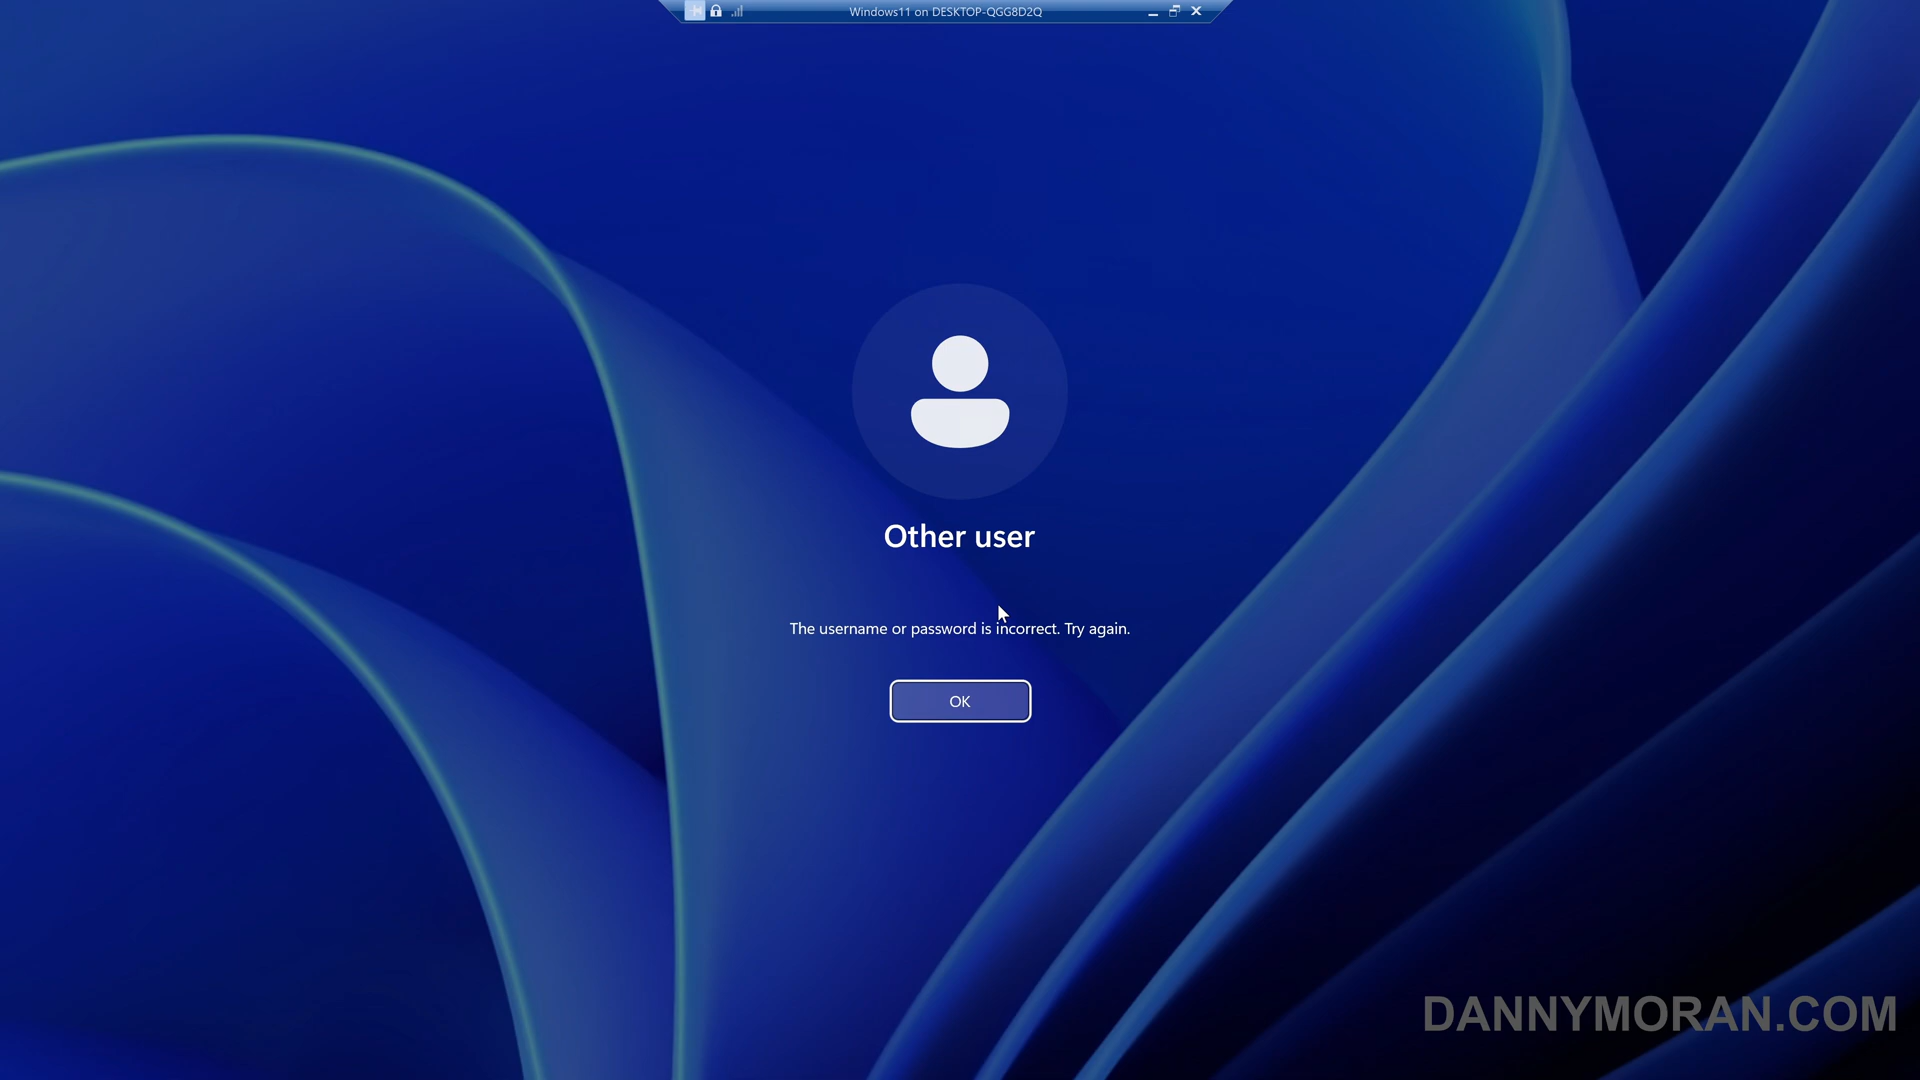 Windows11 on DESKTOP-QGG8D2Q
Other user
The username or password is incorrect. Try again.
OK
DANNYMORAN.COM